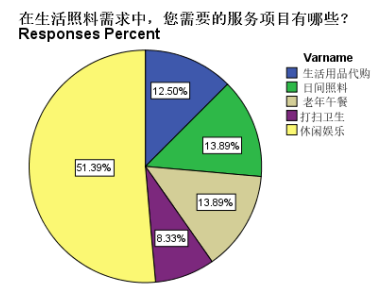 在生活照料需求中，您需要的服务项目有哪些？
Responses Percent
Varname
生活用品代购
日间照料
老年午餐
打扫卫生
休闲娱乐
12.50%
13.89%
13.89%
8.33%
51.39%